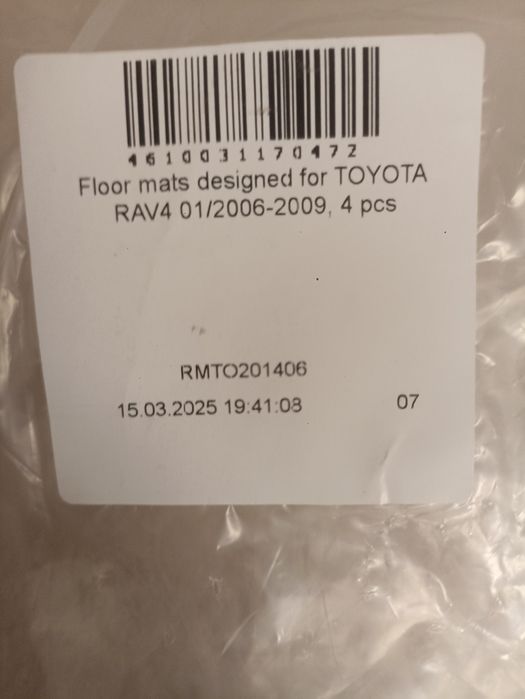 4610031170472
Floor mats designed for TOYOTA
RAV4 01/2006-2009, 4 pcs
RMTO201406
15.03.2025 19:41:08 07